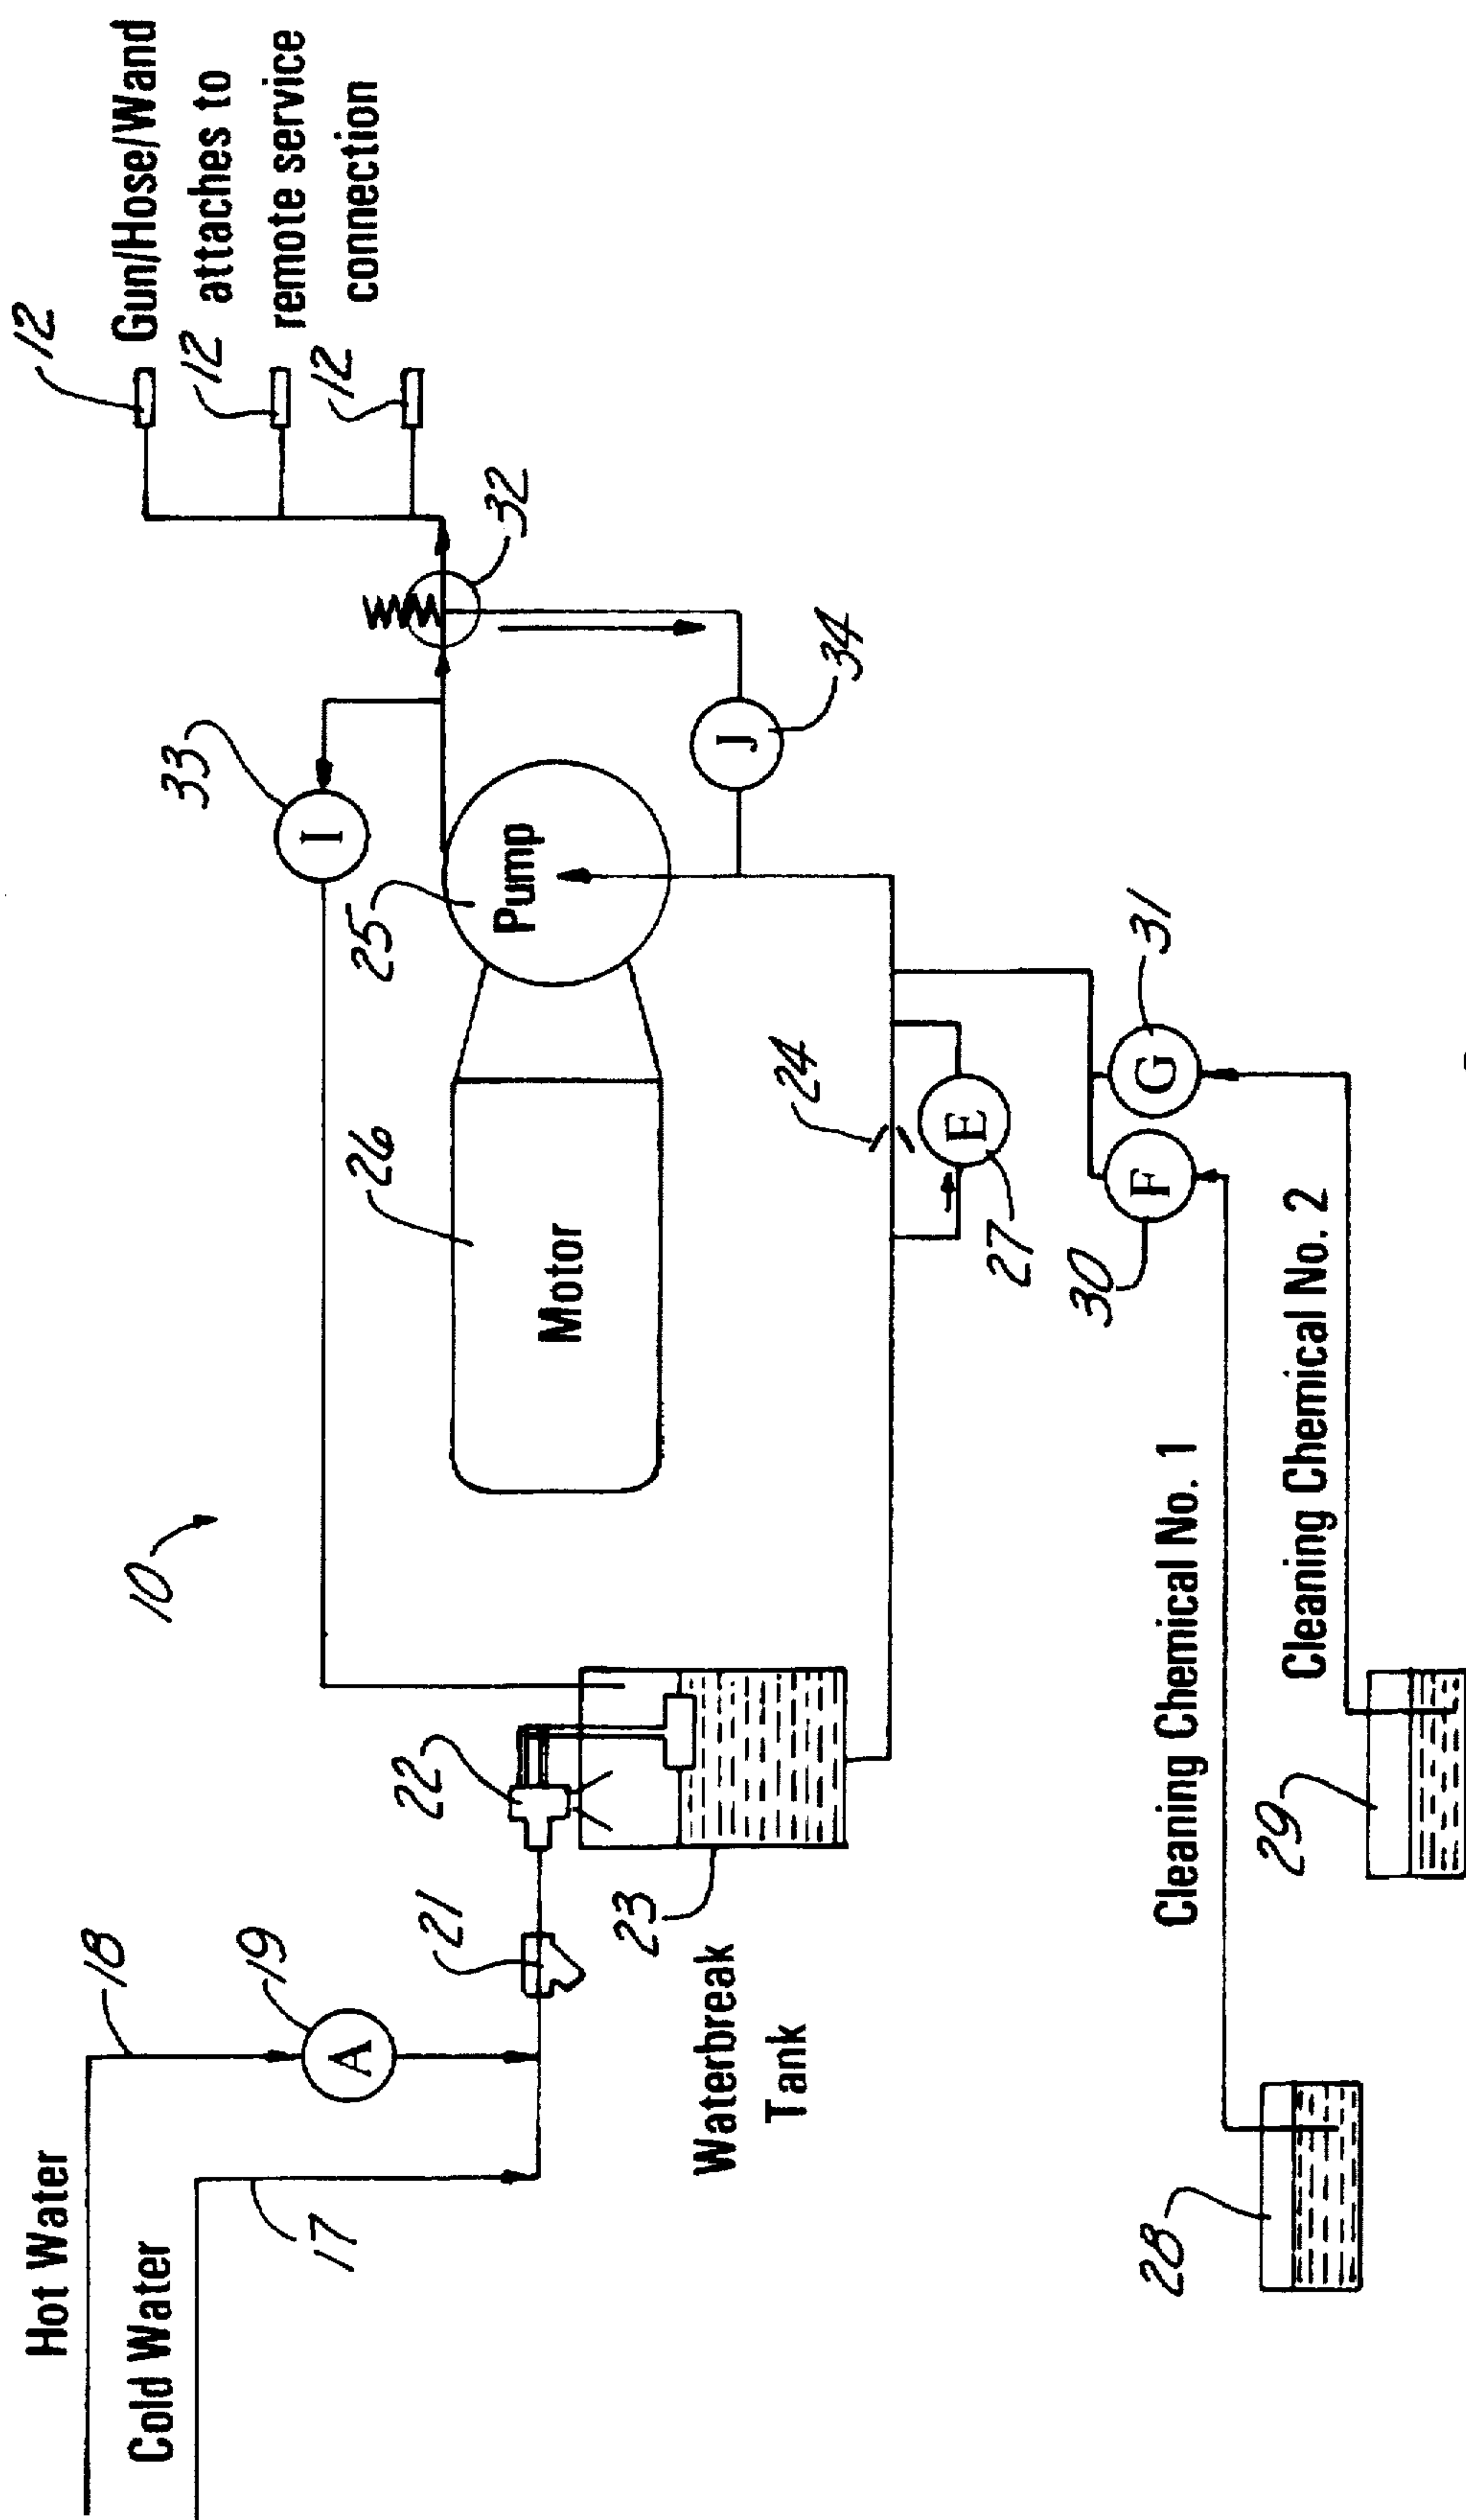 Hot Water
Cold Water
18
19
A
17
21
22
23
Waterbreak
Tank
10
26
Motor
25
Pump
33
I
12
12
12
Gun/Hose/Wand
attaches to
remote service
connection
32
34
J
24
E
27
30
F
G
31
Cleaning Chemical No. 1
Cleaning Chemical No. 2
28
29